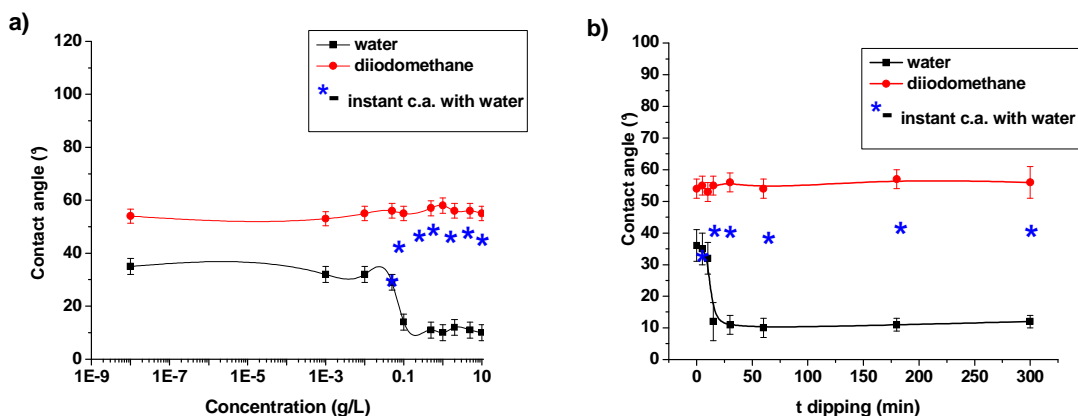 a)
water
diiodomethane
* - instant c.a. with water
Contact angle (°)
120
100
80
60
40
20
0
1E-9 1E-7 1E-5 1E-3 0.1 10
Concentration (g/L)
b)
water
diiodomethane
* - instant c.a. with water
Contact angle (°)
100
90
80
70
60
50
40
30
20
10
0
0 50 100 150 200 250 300
t dipping (min)